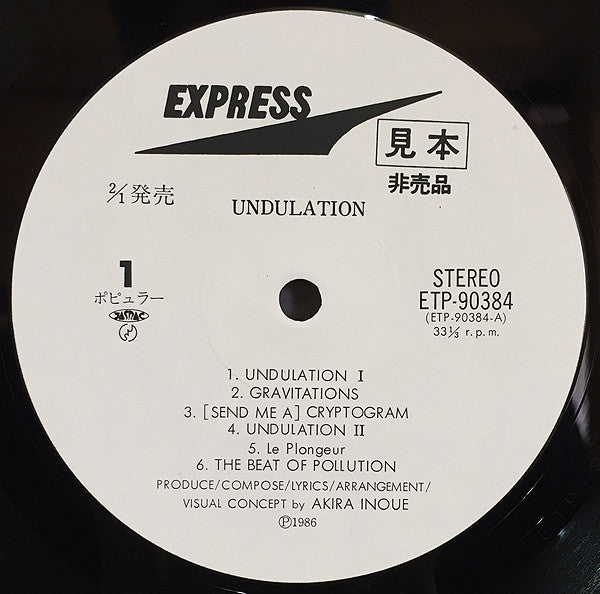 EXPRESS
見本
非売品
2/1発売
UNDULATION
1
ポピュラー
JASRAC
STEREO
ETP-90384
(ETP-90384-A)
33⅓ r.p.m.
1. UNDULATION I
2. GRAVITATIONS
3. [SEND ME A] CRYPTOGRAM
4. UNDULATION II
5. Le Plongeur
6. THE BEAT OF POLLUTION
PRODUCE/COMPOSE/LYRICS/ARRANGEMENT/
VISUAL CONCEPT by AKIRA INOUE
Ⓟ1986